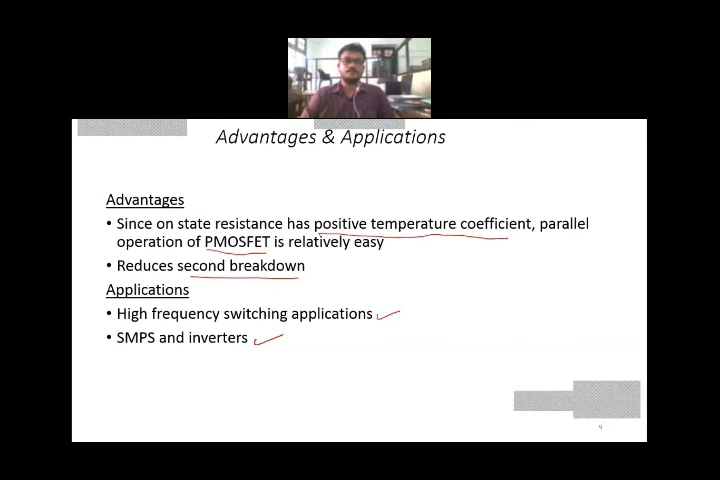 Advantages & Applications
Advantages
• Since on state resistance has positive temperature coefficient, parallel
operation of PMOSFET is relatively easy
• Reduces second breakdown
Applications
• High frequency switching applications
• SMPS and inverters
9